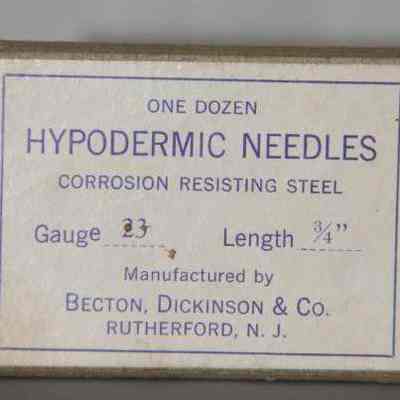 ONE DOZEN
HYPODERMIC NEEDLES
CORROSION RESISTING STEEL
Gauge 23 Length 3/4"
Manufactured by
BECTON, DICKINSON & CO.
RUTHERFORD, N. J.